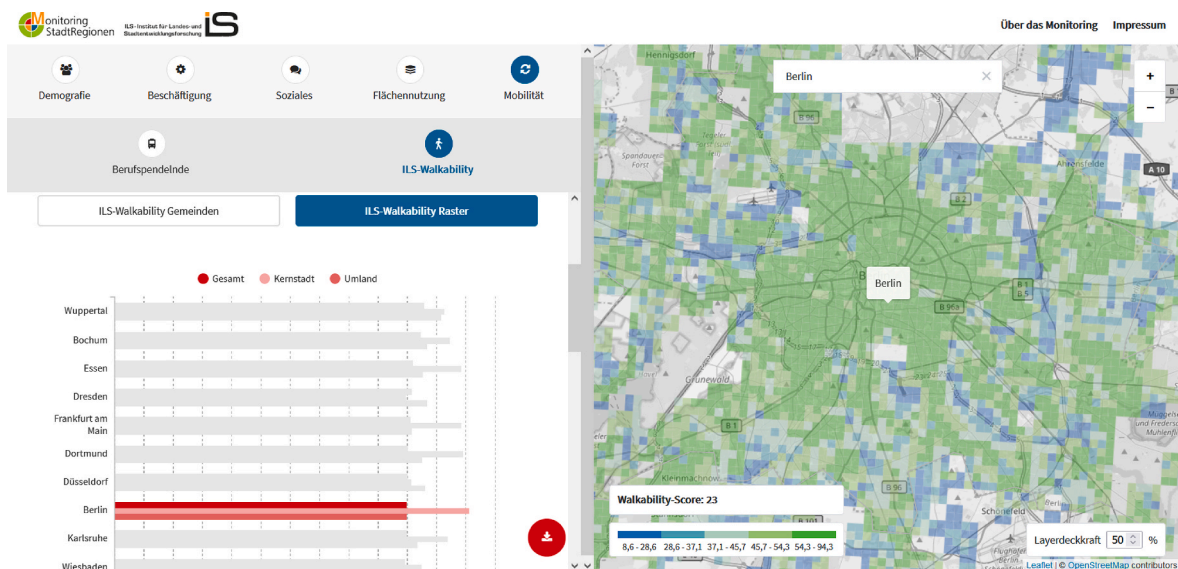 Monitoring
StadtRegionen
ILS-Institut für Landes- und
Stadtentwicklungsforschung
Über das Monitoring
Impressum
Demografie
Beschäftigung
Soziales
Flächennutzung
Mobilität
Berufspendelnde
ILS-Walkability
ILS-Walkability Gemeinden
ILS-Walkability Raster
Gesamt
Kernstadt
Umland
Wuppertal
Bochum
Essen
Dresden
Frankfurt am
Main
Dortmund
Düsseldorf
Berlin
Karlsruhe
Wiesbaden
Berlin
+
−
Hennigsdorf
B 96
Tegeler
Spandauer
Forst
Ahrensfelde
A 10
B 2
Berlin
B 1
B 5
B 96a
Grunewald
B 1
Kleinmachnow
B 96
B 101
Schönefeld
Walkability-Score: 23
8,6 - 28,6
28,6 - 37,1
37,1 - 45,7
45,7 - 54,3
54,3 - 94,3
Layerdeckkraft
50
%
Leaflet | © OpenStreetMap contributors